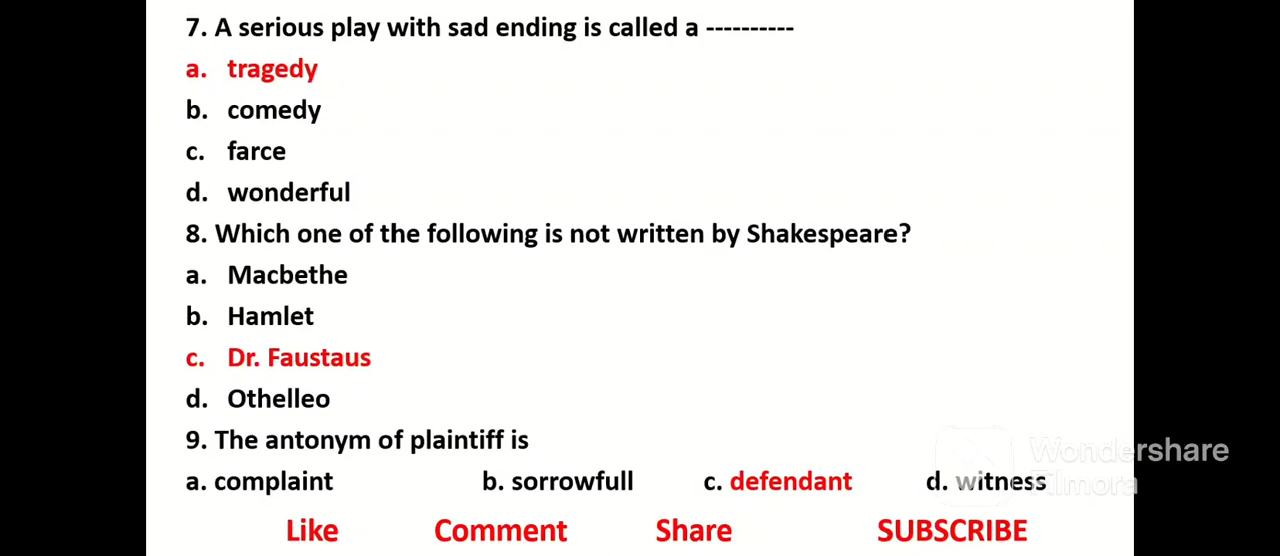 7. A serious play with sad ending is called a ----------
a. tragedy
b. comedy
c. farce
d. wonderful
8. Which one of the following is not written by Shakespeare?
a. Macbethe
b. Hamlet
c. Dr. Faustaus
d. Othelleo
9. The antonym of plaintiff is
a. complaint b. sorrowfull c. defendant d. witness
Wondershare
Filmora
Like Comment Share SUBSCRIBE